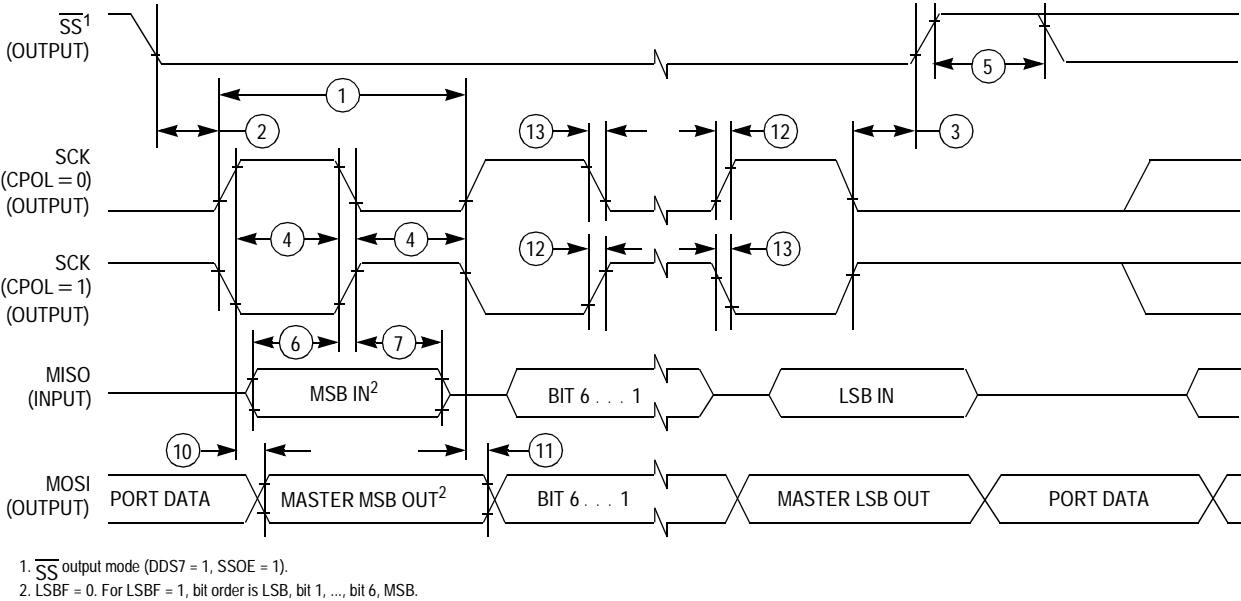 SS1
(OUTPUT)
5
1
2
13
12
3
SCK
(CPOL = 0)
(OUTPUT)
4
4
12
13
SCK
(CPOL = 1)
(OUTPUT)
6
7
MISO
(INPUT)
MSB IN2
BIT 6 . . . 1
LSB IN
10
11
MOSI
(OUTPUT)
PORT DATA
MASTER MSB OUT2
BIT 6 . . . 1
MASTER LSB OUT
PORT DATA
1. SS output mode (DDS7 = 1, SSOE = 1).
2. LSBF = 0. For LSBF = 1, bit order is LSB, bit 1, ..., bit 6, MSB.